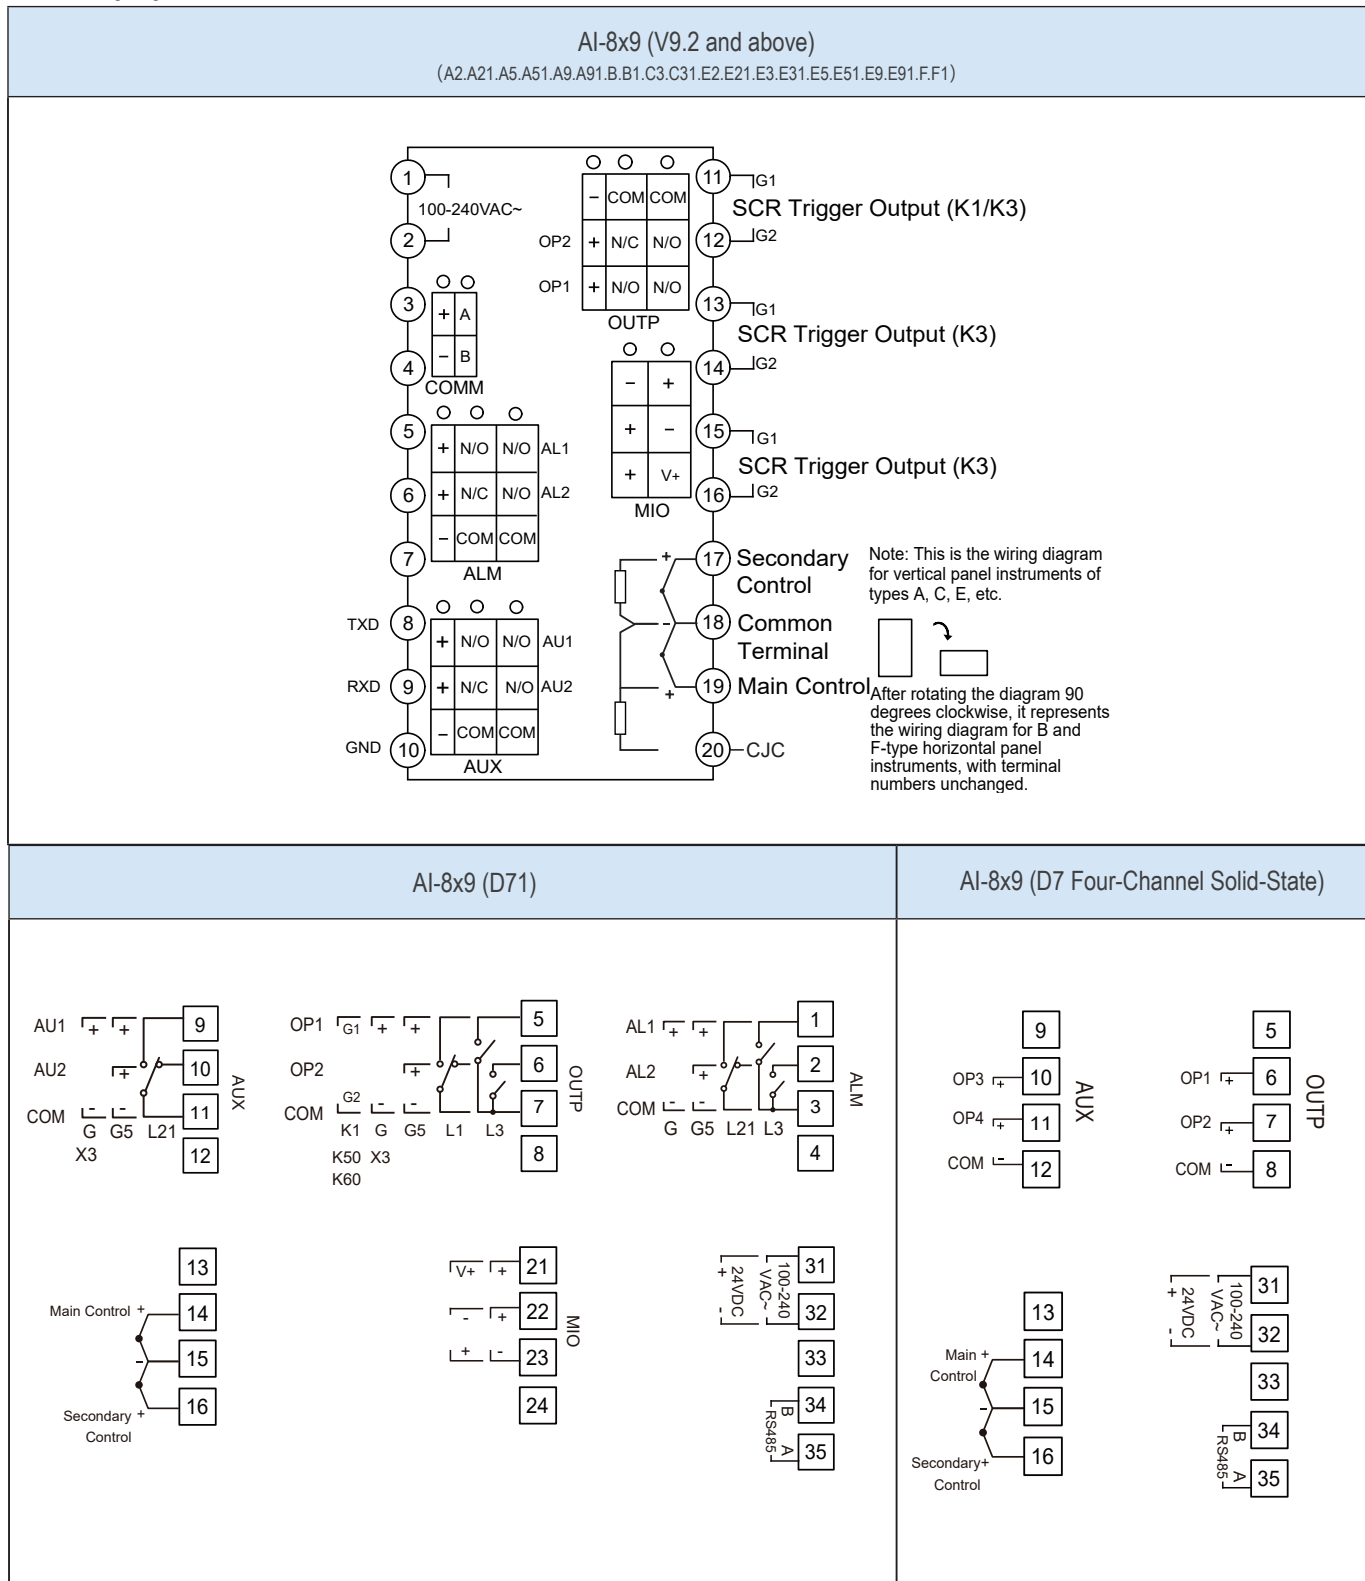 AI-8x9 (V9.2 and above)
(A2.A21.A5.A51.A9.A91.B.B1.C3.C31.E2.E21.E3.E31.E5.E51.E9.E91.F.F1)
1
100-240VAC~
2
3
+ A
4
- B
COMM
5
+ N/O N/O AL1
6
+ N/C N/O AL2
7
- COM COM
ALM
TXD 8
+ N/O N/O AU1
RXD 9
+ N/C N/O AU2
GND 10
- COM COM
AUX
- COM COM
OP2 + N/C N/O
OP1 + N/O N/O
OUTP
- +
+ -
+ V+
MIO
11 G1
SCR Trigger Output (K1/K3)
12 G2
13 G1
SCR Trigger Output (K3)
14 G2
15 G1
SCR Trigger Output (K3)
16 G2
+ 17 Secondary
Control
- 18 Common
Terminal
+ 19 Main Control
20 CJC
Note: This is the wiring diagram
for vertical panel instruments of
types A, C, E, etc.
After rotating the diagram 90
degrees clockwise, it represents
the wiring diagram for B and
F-type horizontal panel
instruments, with terminal
numbers unchanged.
AI-8x9 (D71)
AU1 + + 9
AU2 + 10
COM - - 11
G G5 L21
X3 12
AUX
OP1 G1 + + 5
OP2 + 6
COM G2 - - 7
K1 G G5 L1 L3
K50 X3 8
K60
OUTP
AL1 + + 1
AL2 + 2
COM - - 3
G G5 L21 L3
4
ALM
13
Main Control + 14
- 15
Secondary + 16
Control
V+ + 21
- + 22
+ - 23
24
MIO
+ 24VDC -
100-240
VAC~
31
32
33
34
B
RS485
A
35
AI-8x9 (D7 Four-Channel Solid-State)
9
OP3 + 10
OP4 + 11
COM - 12
AUX
5
OP1 + 6
OP2 + 7
COM - 8
OUTP
13
Main + 14
Control
- 15
Secondary+ 16
Control
+ 24VDC -
100-240
VAC~
31
32
33
34
B
RS485
A
35